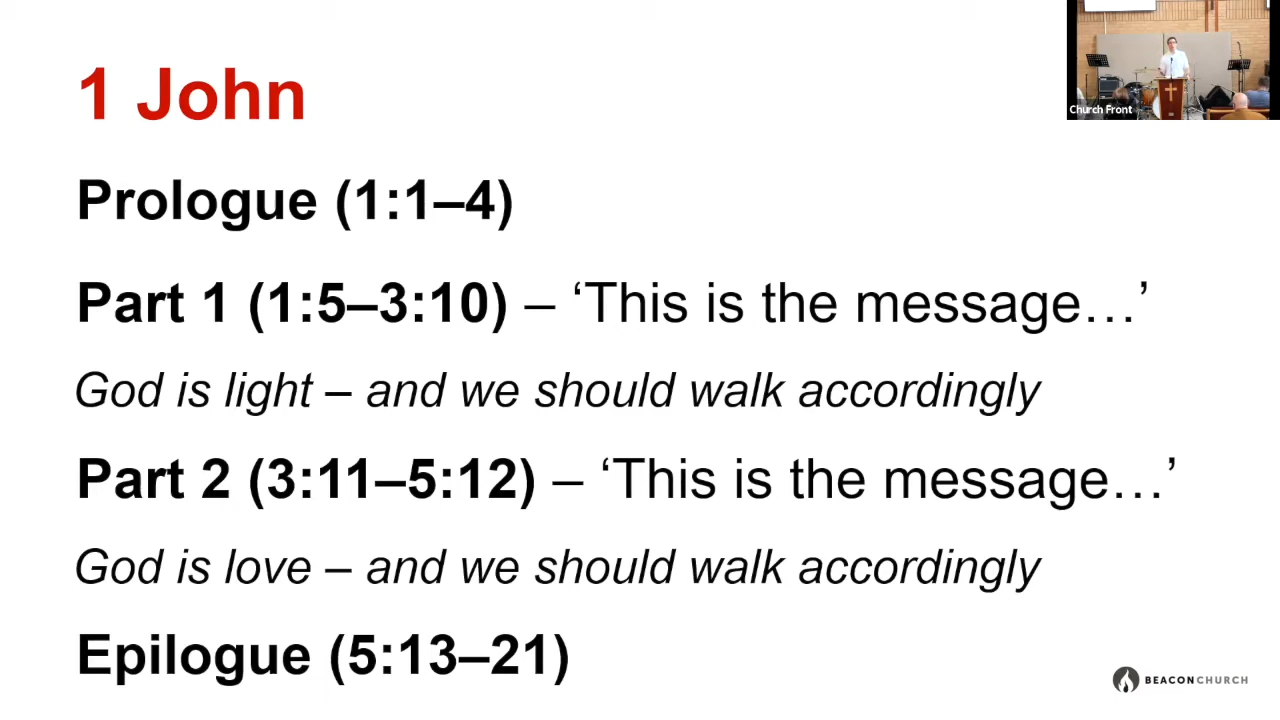 1 John
Church Front
Prologue (1:1–4)
Part 1 (1:5–3:10) – ‘This is the message…’
God is light – and we should walk accordingly
Part 2 (3:11–5:12) – ‘This is the message…’
God is love – and we should walk accordingly
Epilogue (5:13–21)
BEACONCHURCH